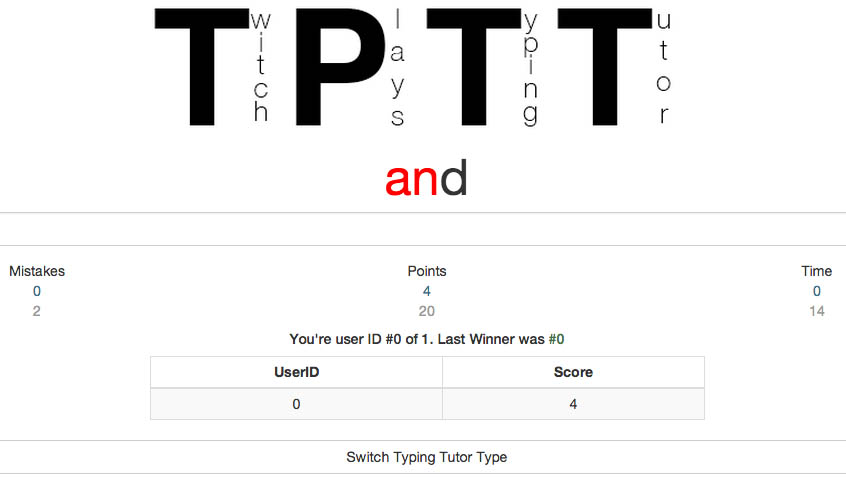 Twitch Plays Typing Tutor
and
Mistakes Points Time
0 4 0
2 20 14
You're user ID #0 of 1. Last Winner was #0
UserID Score
0 4
Switch Typing Tutor Type